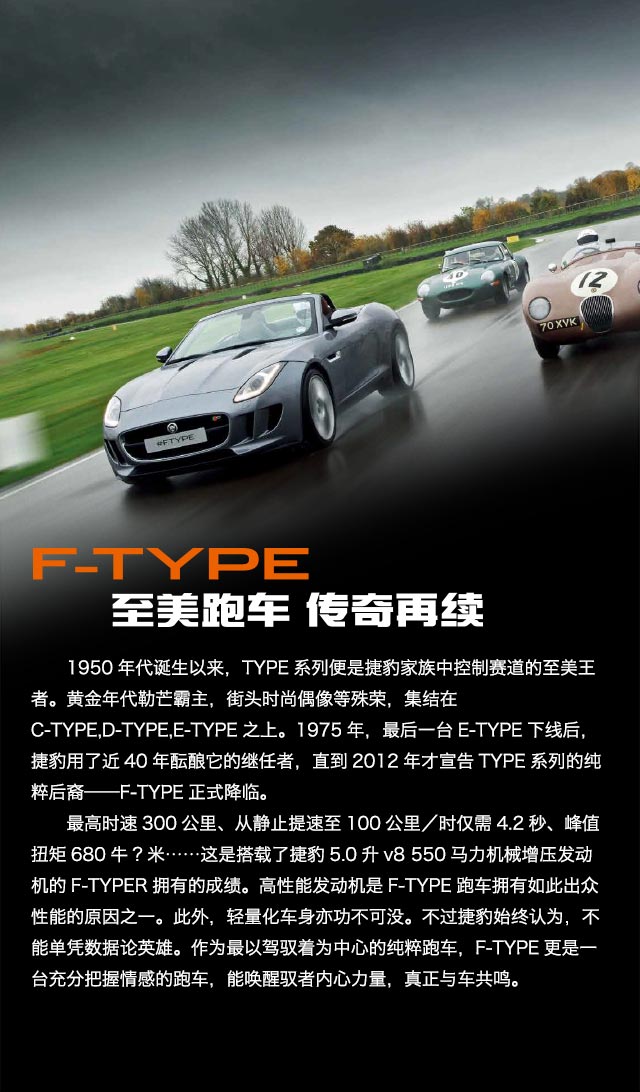 40
12
70 XVK
#F-TYPE
F-TYPE
至美跑车 传奇再续
1950 年代诞生以来，TYPE 系列便是捷豹家族中控制赛道的至美王
者。黄金年代勒芒霸主，街头时尚偶像等殊荣，集结在
C-TYPE,D-TYPE,E-TYPE 之上。1975 年，最后一台 E-TYPE 下线后，
捷豹用了近 40 年酝酿它的继任者，直到 2012 年才宣告 TYPE 系列的纯
粹后裔——F-TYPE 正式降临。
最高时速 300 公里、从静止提速至 100 公里／时仅需 4.2 秒、峰值
扭矩 680 牛？米……这是搭载了捷豹 5.0 升 v8 550 马力机械增压发动
机的 F-TYPER 拥有的成绩。高性能发动机是 F-TYPE 跑车拥有如此出众
性能的原因之一。此外，轻量化车身亦功不可没。不过捷豹始终认为，不
能单凭数据论英雄。作为最以驾驭着为中心的纯粹跑车，F-TYPE 更是一
台充分把握情感的跑车，能唤醒驭者内心力量，真正与车共鸣。